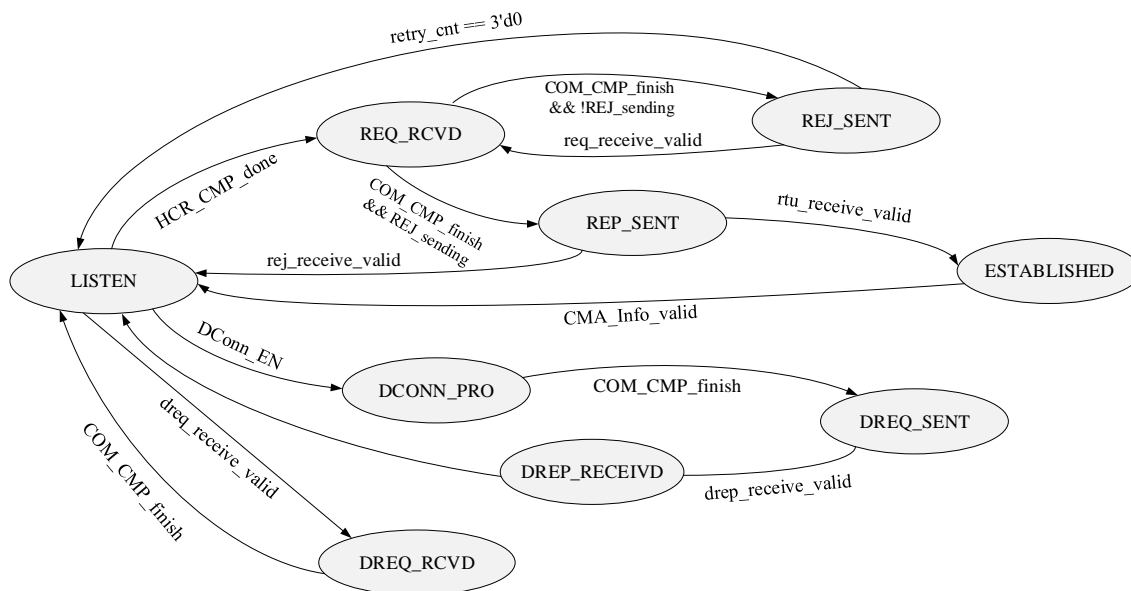 retry_cnt == 3'd0
COM_CMP_finish
&& !REJ_sending
REQ_RCVD
REJ_SENT
req_receive_valid
HCR_CMP_done
COM_CMP_finish
&& REJ_sending
REP_SENT
rtu_receive_valid
rej_receive_valid
LISTEN
ESTABLISHED
CMA_Info_valid
DConn_EN
DCONN_PRO
COM_CMP_finish
DREQ_SENT
dreq_receive_valid
DREP_RECEIVD
drep_receive_valid
COM_CMP_finish
DREQ_RCVD